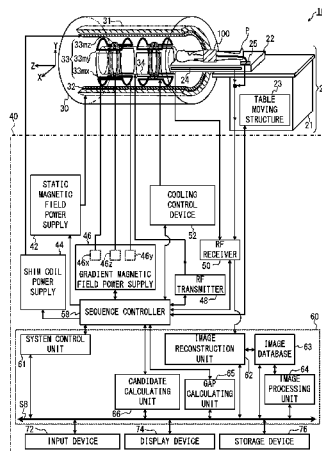 31
100
P
22
Y
Z
X
33mz
33
33my
33mx
34
24
25
32
30
TABLE MOVING STRUCTURE
23
21
40
STATIC MAGNETIC FIELD POWER SUPPLY
42
44
SHIM COIL POWER SUPPLY
COOLING CONTROL DEVICE
52
46
46x
46z
46y
GRADIENT MAGNETIC FIELD POWER SUPPLY
RF RECEIVER
50
RF TRANSMITTER
48
58
SEQUENCE CONTROLLER
60
SYSTEM CONTROL UNIT
61
IMAGE RECONSTRUCTION UNIT
62
IMAGE DATABASE
63
64
IMAGE PROCESSING UNIT
65
CANDIDATE CALCULATING UNIT
66
GAP CALCULATING UNIT
SB
72
INPUT DEVICE
74
DISPLAY DEVICE
76
STORAGE DEVICE